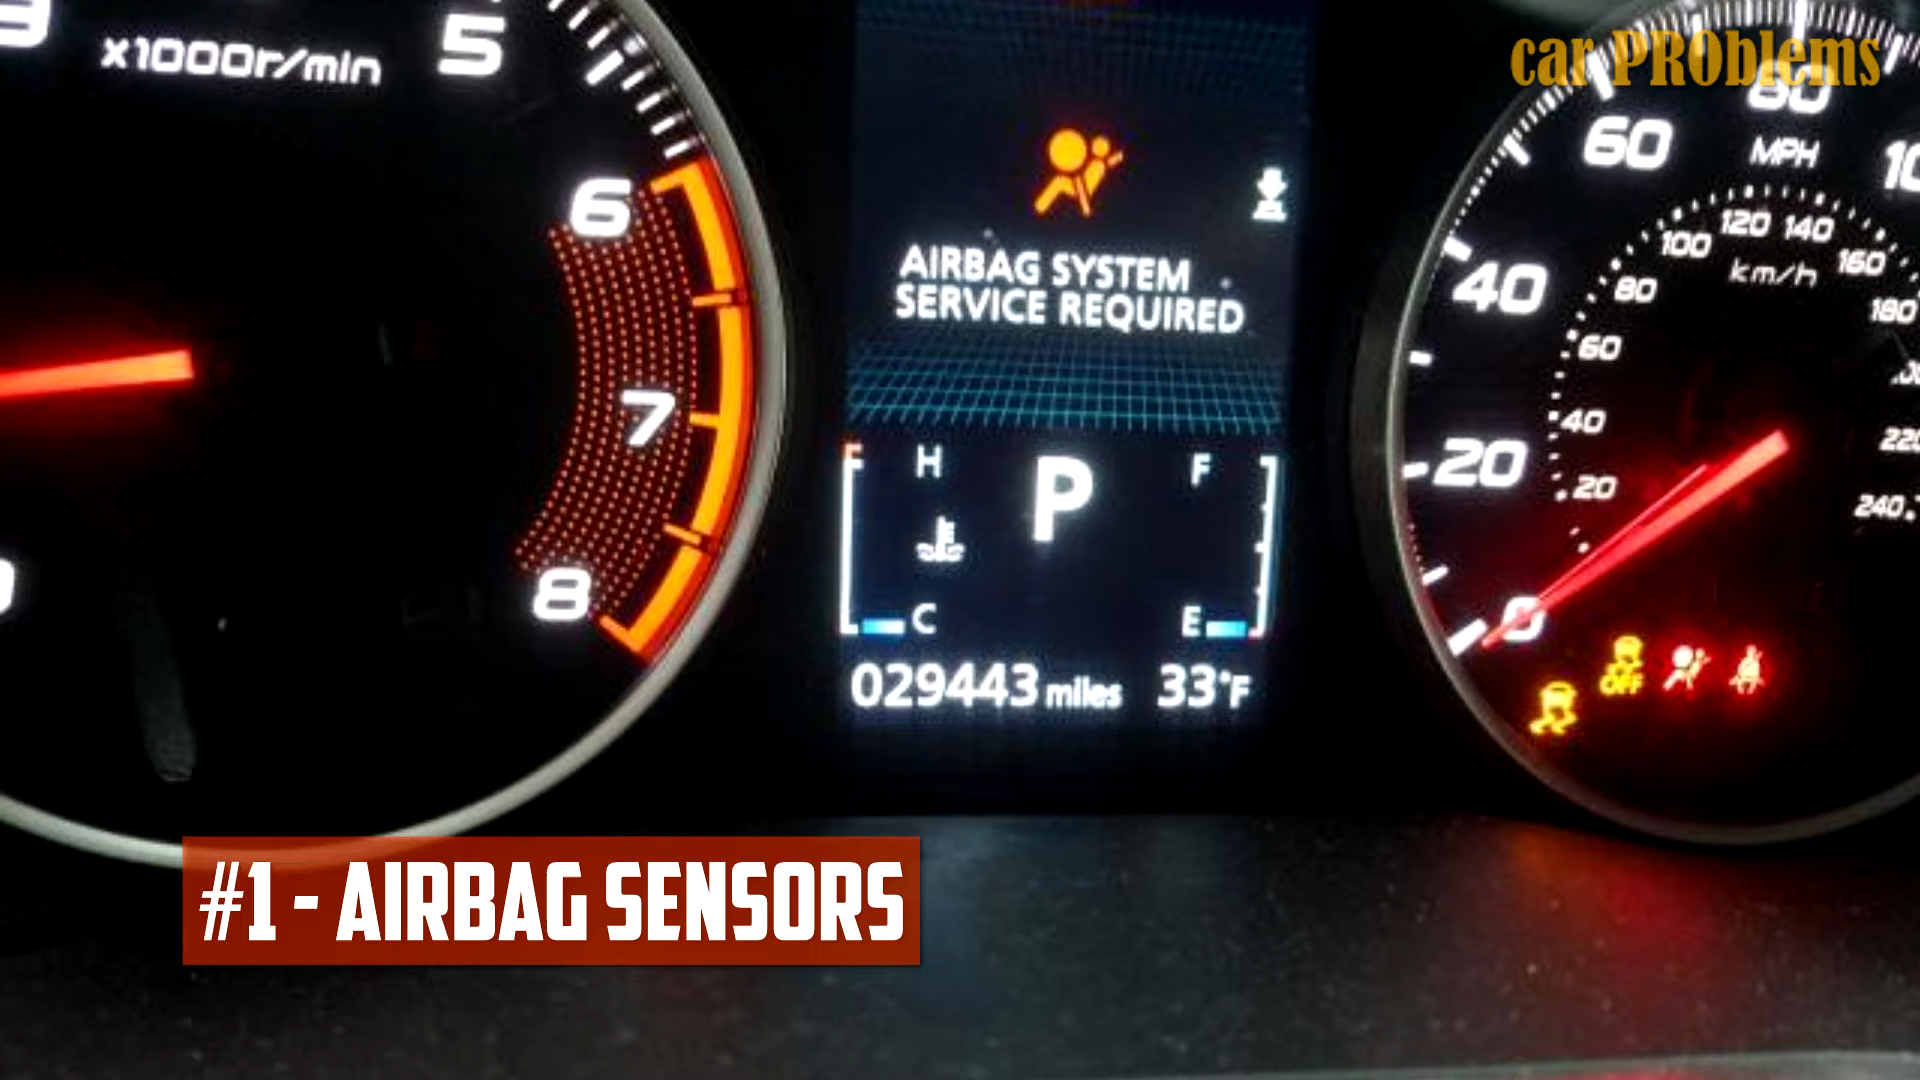 car PROblems
x1000r/min
5
6
7
8
AIRBAG SYSTEM
SERVICE REQUIRED
H
F
P
C
E
029443 miles 33°F
80
60
MPH
40
20
0
km/h
20
40
60
80
100
120
140
160
180
240
OFF
#1 - AIRBAG SENSORS